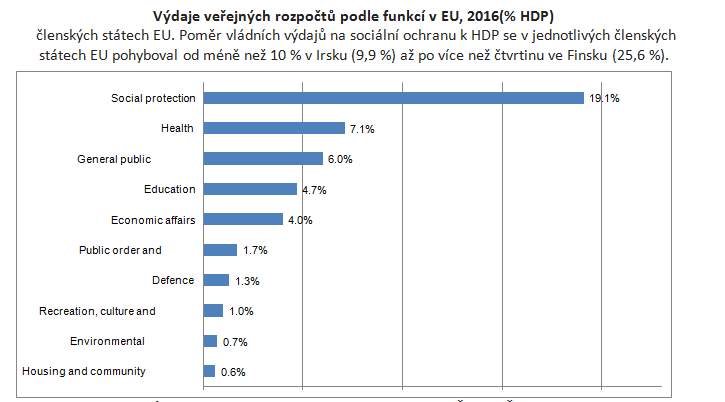 Výdaje veřejných rozpočtů podle funkcí v EU, 2016(% HDP)
členských státech EU. Poměr vládních výdajů na sociální ochranu k HDP se v jednotlivých členských
státech EU pohyboval od méně než 10 % v Irsku (9,9 %) až po více než čtvrtinu ve Finsku (25,6 %).
Social protection 19.1%
Health 7.1%
General public 6.0%
Education 4.7%
Economic affairs 4.0%
Public order and 1.7%
Defence 1.3%
Recreation, culture and 1.0%
Environmental 0.7%
Housing and community 0.6%